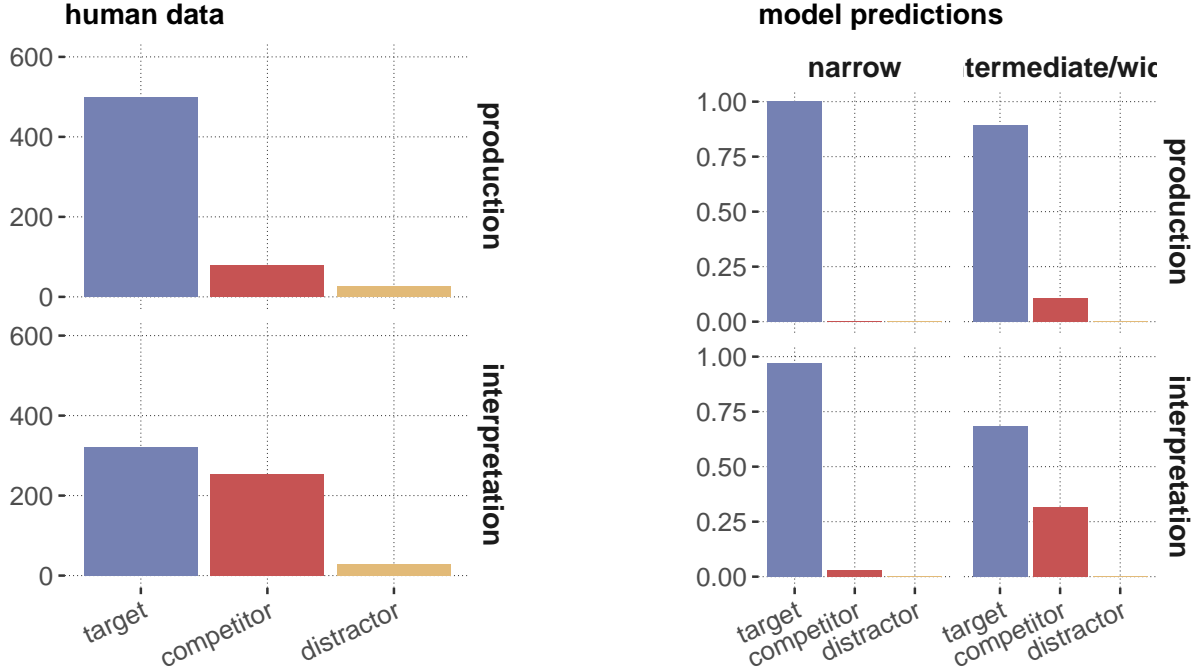 human data
600
400
200
0
production
600
400
200
0
interpretation
target
competitor
distractor
model predictions
narrow
ntermediate/wid
1.00
0.75
0.50
0.25
0.00
production
1.00
0.75
0.50
0.25
0.00
interpretation
target
competitor
distractor
target
competitor
distractor